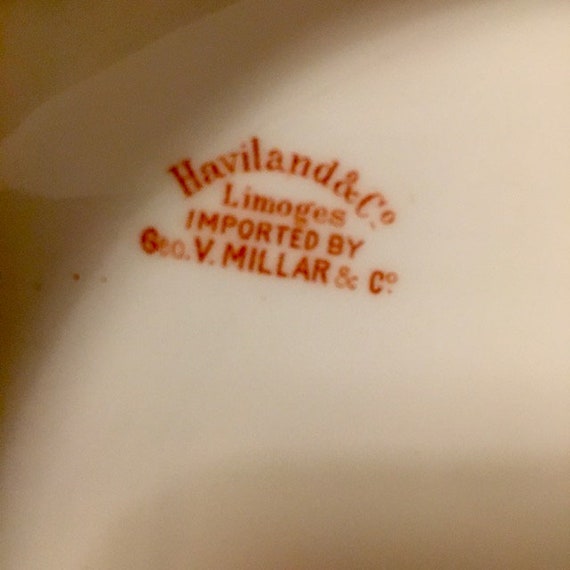 Haviland & Co.
Limoges
IMPORTED BY
GEO. V. MILLAR & Co